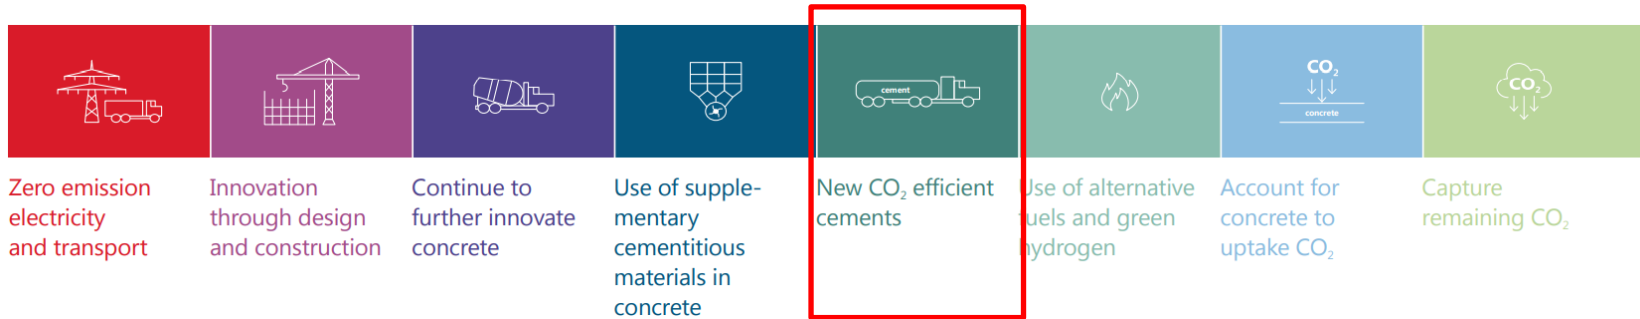 cement
CO₂
concrete
CO₂
Zero emission
electricity
and transport
Innovation
through design
and construction
Continue to
further innovate
concrete
Use of supple-
mentary
cementitious
materials in
concrete
New CO₂ efficient
cements
Use of alternative
fuels and green
hydrogen
Account for
concrete to
uptake CO₂
Capture
remaining CO₂